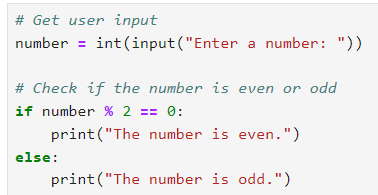 # Get user input
number = int(input("Enter a number: "))
# Check if the number is even or odd
if number % 2 == 0:
    print("The number is even.")
else:
    print("The number is odd.")